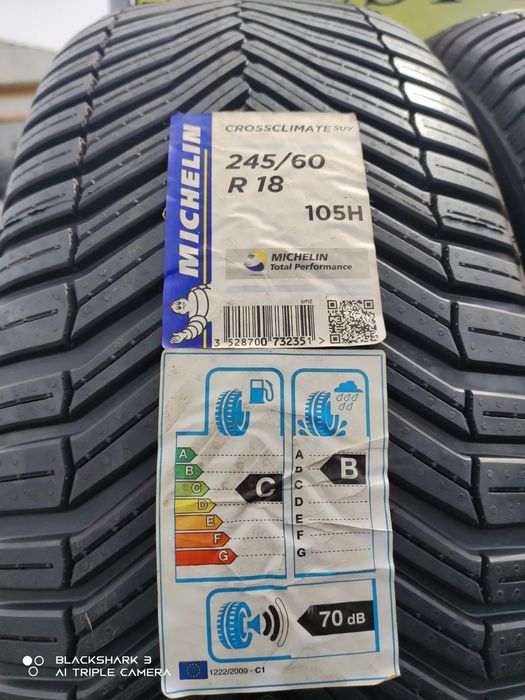 MICHELIN
CROSSCLIMATE SUV
245/60
R 18
105H
MICHELIN
Total Performance
srh2
3 528700 732351 >
A
B
C
D
E
F
G
C
A
B
C
D
E
F
G
B
70 dB
1222/2009 - C1
BLACKSHARK 3
AI TRIPLE CAMERA